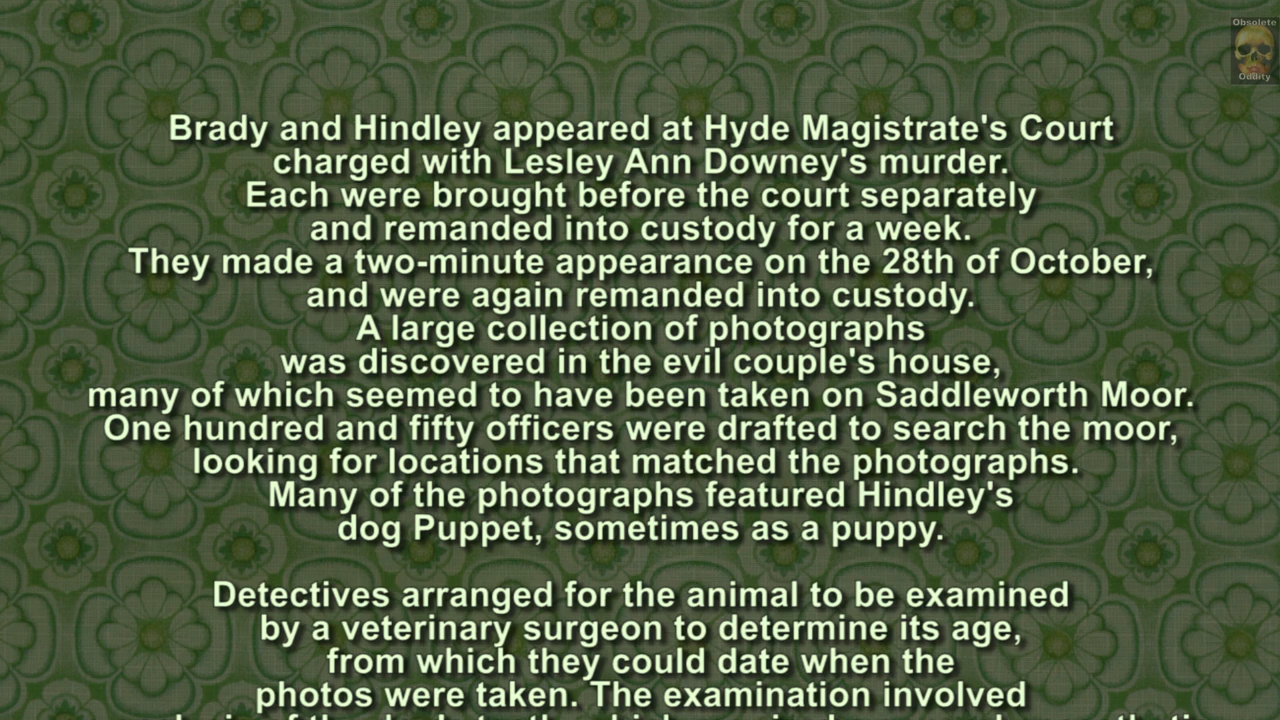 Obsolete
Oddity
Brady and Hindley appeared at Hyde Magistrate's Court
charged with Lesley Ann Downey's murder.
Each were brought before the court separately
and remanded into custody for a week.
They made a two-minute appearance on the 28th of October,
and were again remanded into custody.
A large collection of photographs
was discovered in the evil couple's house,
many of which seemed to have been taken on Saddleworth Moor.
One hundred and fifty officers were drafted to search the moor,
looking for locations that matched the photographs.
Many of the photographs featured Hindley's
dog Puppet, sometimes as a puppy.
Detectives arranged for the animal to be examined
by a veterinary surgeon to determine its age,
from which they could date when the
photos were taken. The examination involved